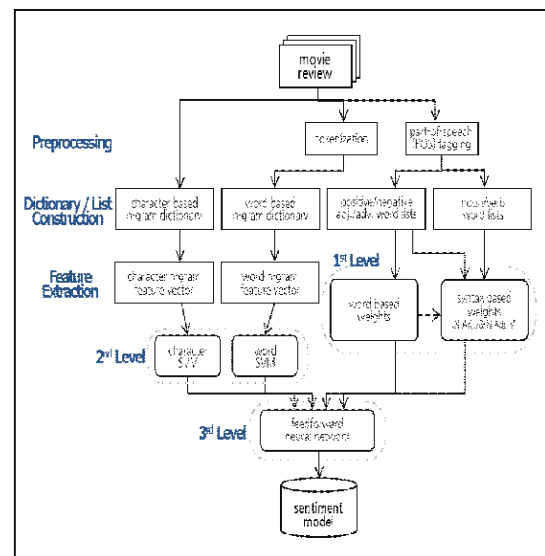 movie
review
Preprocessing
tokenization
part-of-speech
(POS) tagging
Dictionary / List
Construction
character based
n-gram dictionary
word based
n-gram dictionary
positive/negative
adj./adv. word lists
noun/verb
word lists
1st Level
Feature
Extraction
character n-gram
feature vector
word n-gram
feature vector
word based
weights
syntax based
weights
2nd Level
character
SVM
word
SVM
3rd Level
feedforward
neural network
sentiment
model